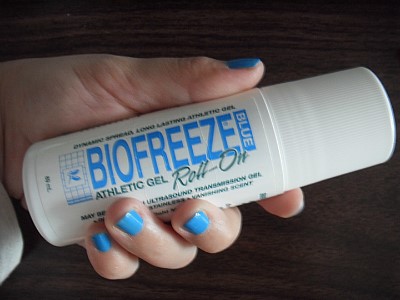 DYNAMIC SPREAD, LONG LASTING ATHLETIC GEL
BIOFREEZE® BLUE
ATHLETIC GEL Roll-On
ULTRASOUND TRANSMISSION GEL
VANISHING SCENT